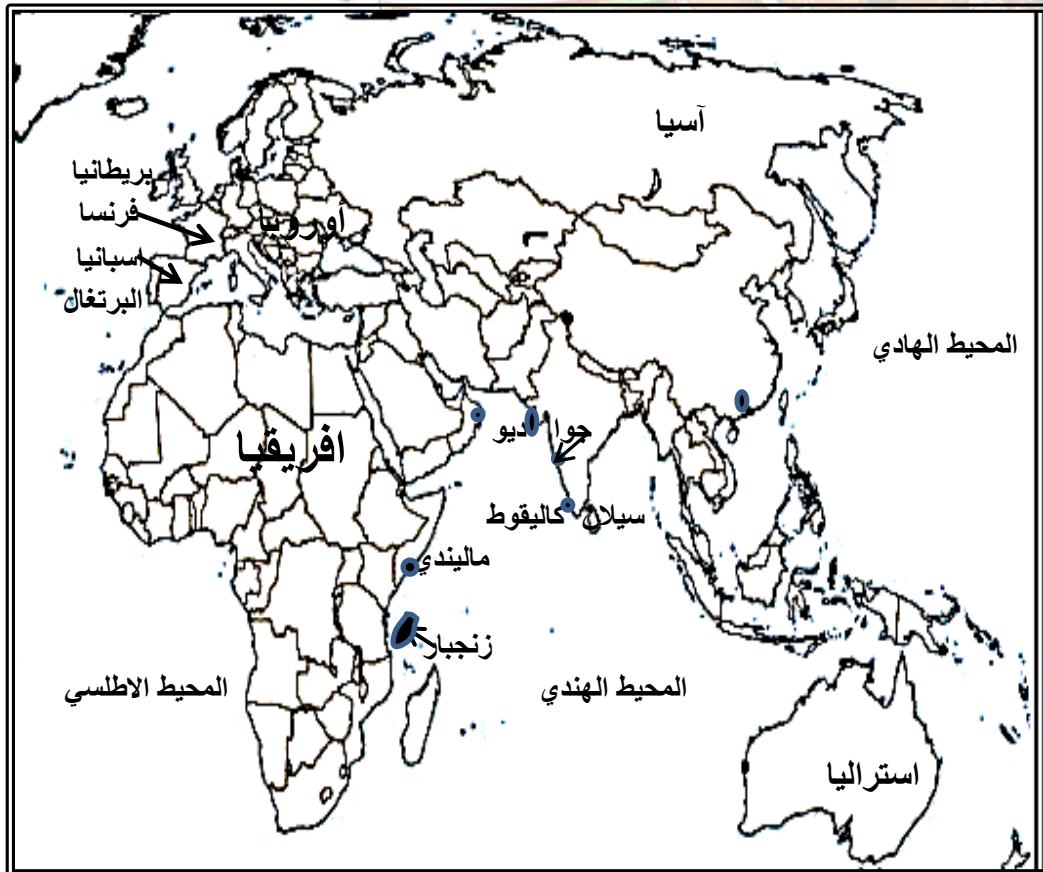 آسيا
بريطانيا
فرنسا
أوروبا
اسبانيا
البرتغال
المحيط الهادي
افريقيا
جوا
ديو
سيلان
كاليقوط
ماليندي
زنجبار
المحيط الاطلسي
المحيط الهندي
استراليا